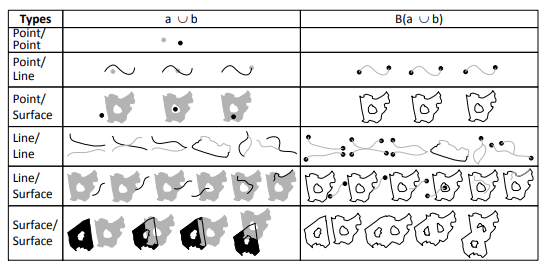 Types a ∪ b B(a ∪ b)
Point/
Point
Point/
Line
Point/
Surface
Line/
Line
Line/
Surface
Surface/
Surface